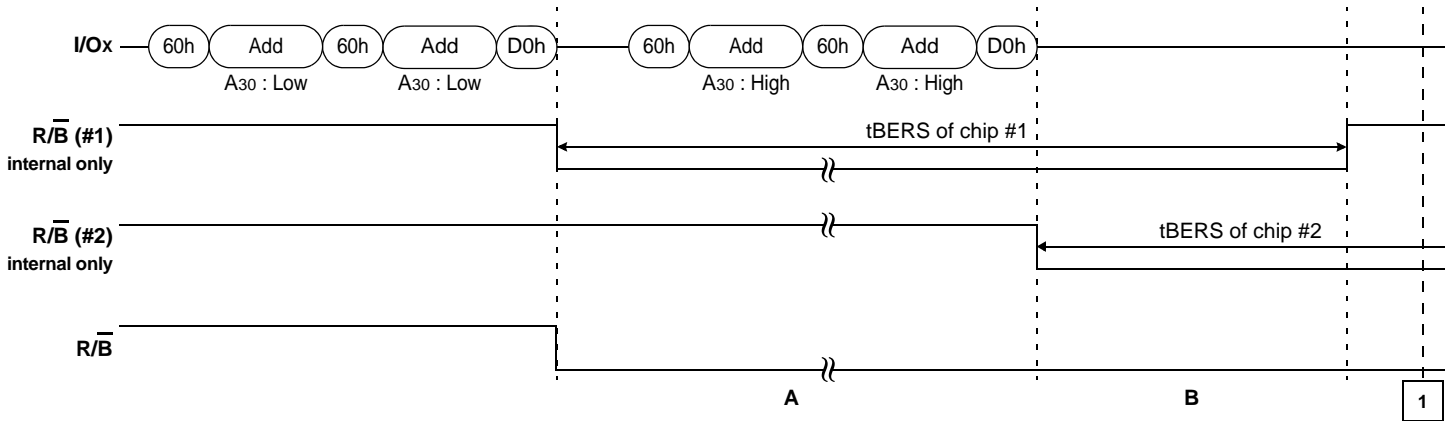 I/Ox 60h Add 60h Add D0h 60h Add 60h Add D0h
A30 : Low A30 : Low A30 : High A30 : High
R/B̅ (#1)
internal only
tBERS of chip #1
R/B̅ (#2)
internal only
tBERS of chip #2
R/B̅
A B 1